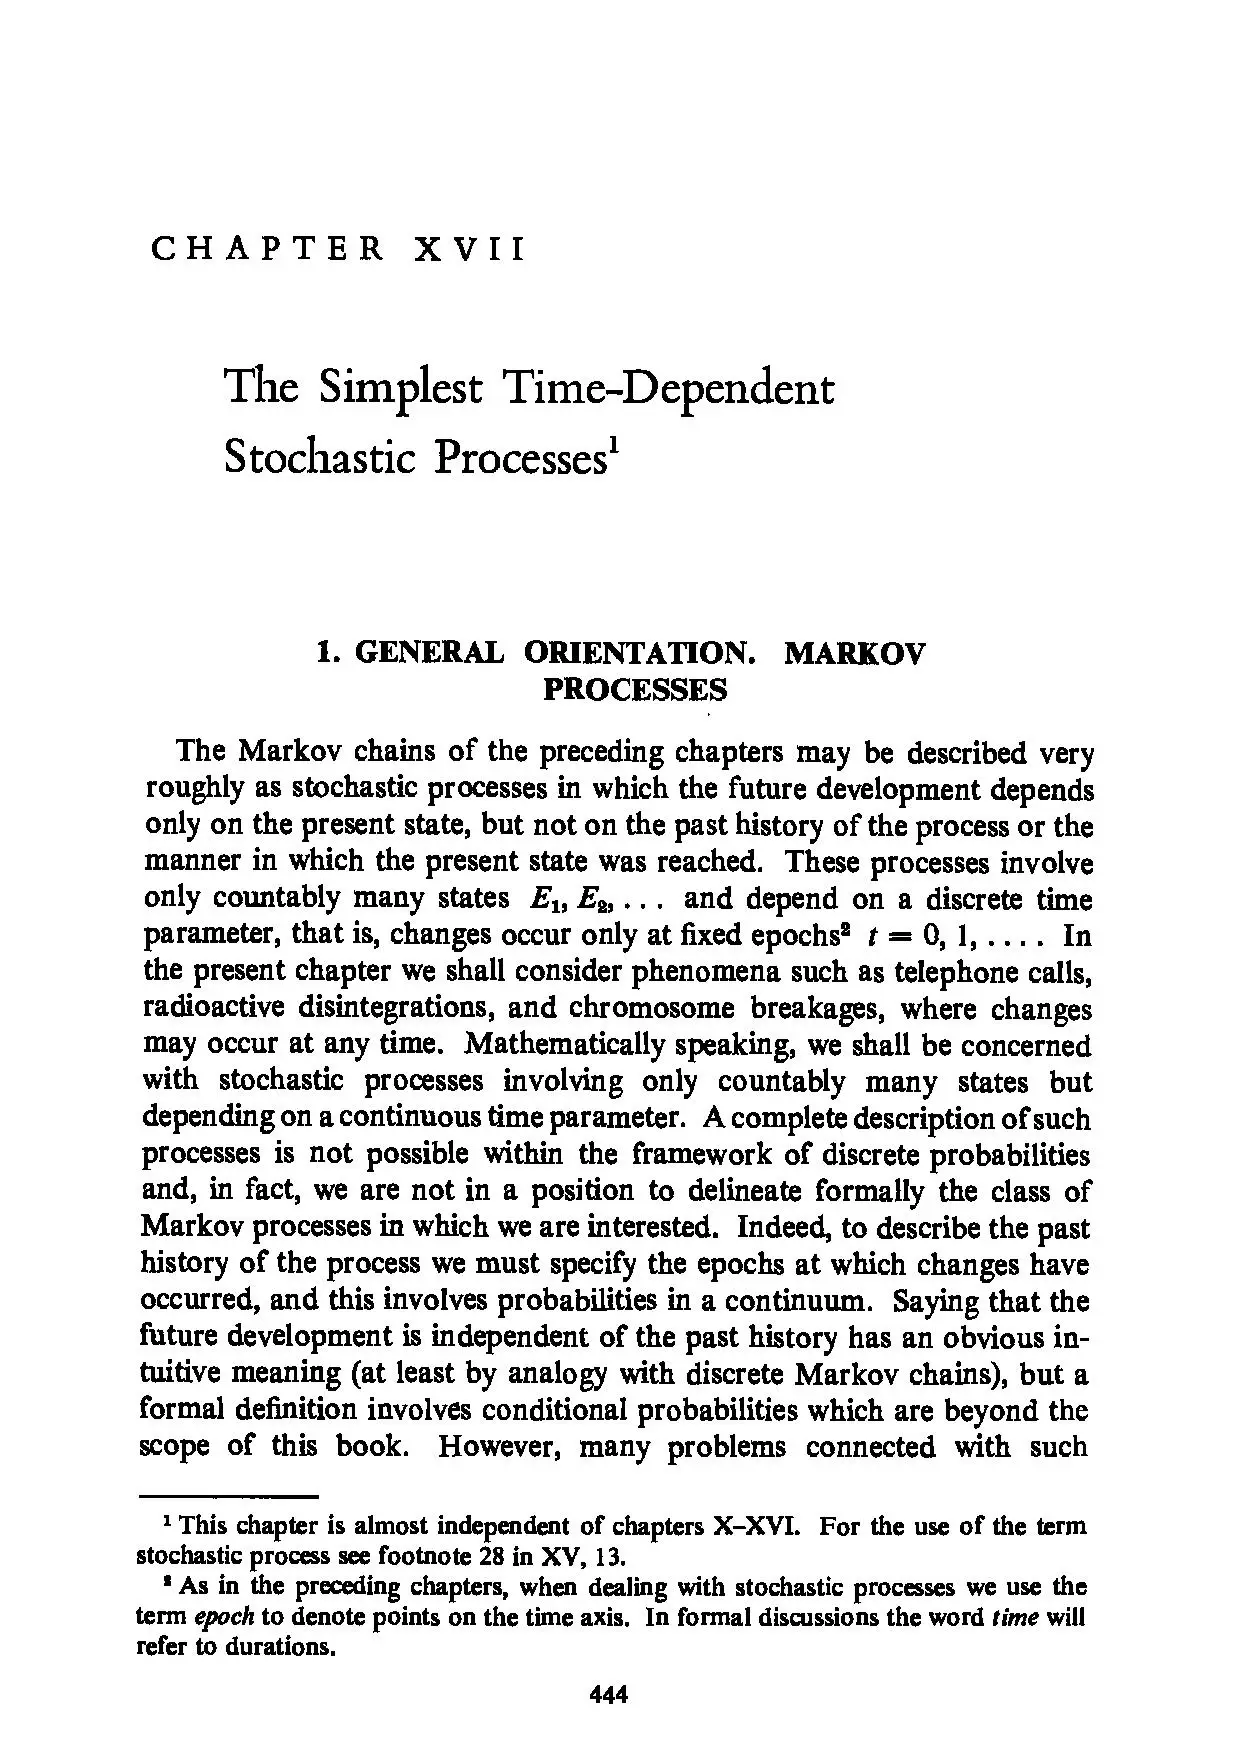 CHAPTER XVII
The Simplest Time-Dependent
Stochastic Processes¹
1. GENERAL ORIENTATION. MARKOV
PROCESSES
The Markov chains of the preceding chapters may be described very
roughly as stochastic processes in which the future development depends
only on the present state, but not on the past history of the process or the
manner in which the present state was reached. These processes involve
only countably many states E₁, E₂, ... and depend on a discrete time
parameter, that is, changes occur only at fixed epochs² t = 0, 1, .... In
the present chapter we shall consider phenomena such as telephone calls,
radioactive disintegrations, and chromosome breakages, where changes
may occur at any time. Mathematically speaking, we shall be concerned
with stochastic processes involving only countably many states but
depending on a continuous time parameter. A complete description of such
processes is not possible within the framework of discrete probabilities
and, in fact, we are not in a position to delineate formally the class of
Markov processes in which we are interested. Indeed, to describe the past
history of the process we must specify the epochs at which changes have
occurred, and this involves probabilities in a continuum. Saying that the
future development is independent of the past history has an obvious in-
tuitive meaning (at least by analogy with discrete Markov chains), but a
formal definition involves conditional probabilities which are beyond the
scope of this book. However, many problems connected with such
¹ This chapter is almost independent of chapters X–XVI. For the use of the term
stochastic process see footnote 28 in XV, 13.
² As in the preceding chapters, when dealing with stochastic processes we use the
term epoch to denote points on the time axis. In formal discussions the word time will
refer to durations.
444